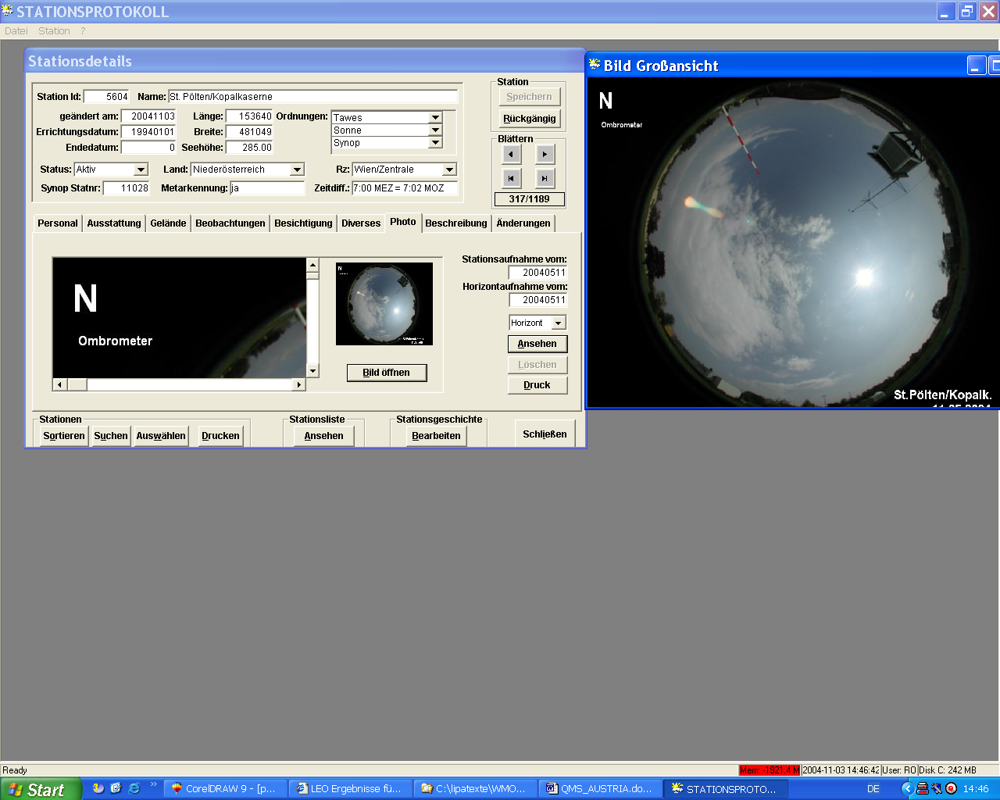 STATIONSPROTOKOLL
Datei Station ?
Stationsdetails
Station Id: 5604 Name: St. Pölten/Kopalkaserne
geändert am: 20041103 Länge: 153640 Ordnungen: Tawes
Errichtungsdatum: 19940101 Breite: 481049 Sonne
Endedatum: 0 Seehöhe: 285.00 Synop
Status: Aktiv Land: Niederösterreich Rz: Wien/Zentrale
Synop Statnr: 11028 Metarkennung: ja Zeitdiff.: 7:00 MEZ = 7:02 MOZ
Station
Speichern
Rückgängig
Blättern
317/1189
Personal Ausstattung Gelände Beobachtungen Besichtigung Diverses Photo Beschreibung Änderungen
N
Ombrometer
N
Bild öffnen
Stationsaufnahme vom:
20040511
Horizontaufnahme vom:
20040511
Horizont
Ansehen
Löschen
Druck
Stationen
Sortieren Suchen Auswählen Drucken
Stationsliste
Ansehen
Stationsgeschichte
Bearbeiten
Schließen
Bild Großansicht
N
Ombrometer
St.Pölten/Kopalk.
11.05.2004
Ready
Mem: -1921.4 M 2004-11-03 14:46:42 User: RO Disk C: 242 MB
Start » CorelDRAW 9 - [p... LEO Ergebnisse fü... C:\lipatexte\WMO... QMS_AUSTRIA.do... STATIONSPROTO... DE 14:46